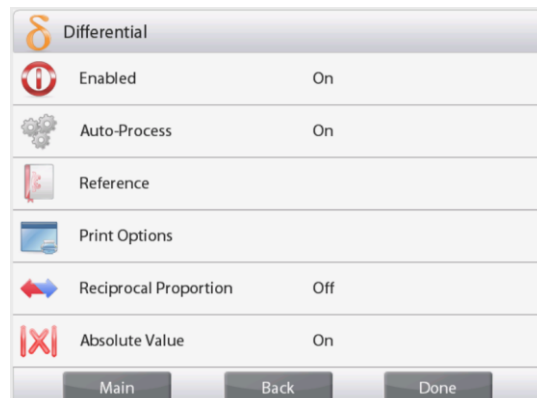 δ Differential
Enabled On
Auto-Process On
Reference
Print Options
Reciprocal Proportion Off
|X| Absolute Value On
Main Back Done